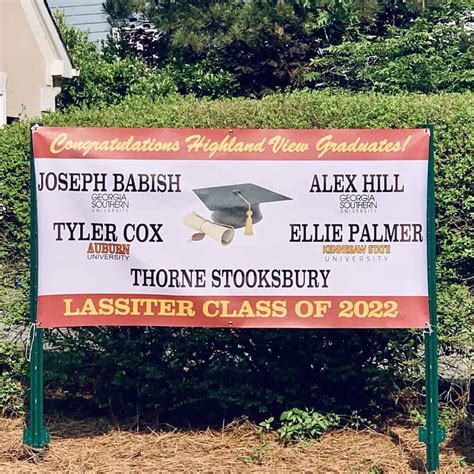 Congratulations Highland View Graduates!
JOSEPH BABISH
GEORGIA
SOUTHERN
UNIVERSITY
ALEX HILL
GEORGIA
SOUTHERN
UNIVERSITY
TYLER COX
AUBURN
UNIVERSITY
ELLIE PALMER
KENNESAW STATE
UNIVERSITY
THORNE STOOKSBURY
LASSITER CLASS OF 2022